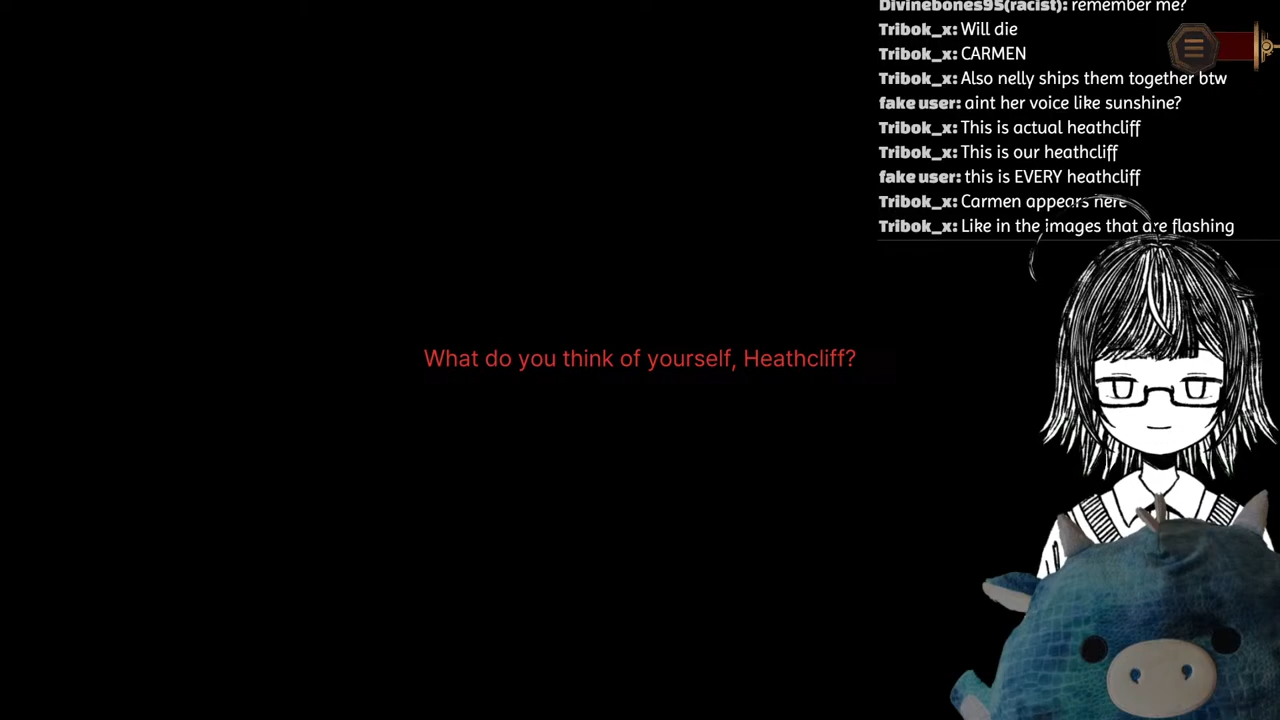 Divinebones95(racist): remember me?
Tribok_x: Will die
Tribok_x: CARMEN
Tribok_x: Also nelly ships them together btw
fake user: aint her voice like sunshine?
Tribok_x: This is actual heathcliff
Tribok_x: This is our heathcliff
fake user: this is EVERY heathcliff
Tribok_x: Carmen appears here
Tribok_x: Like in the images that are flashing
What do you think of yourself, Heathcliff?